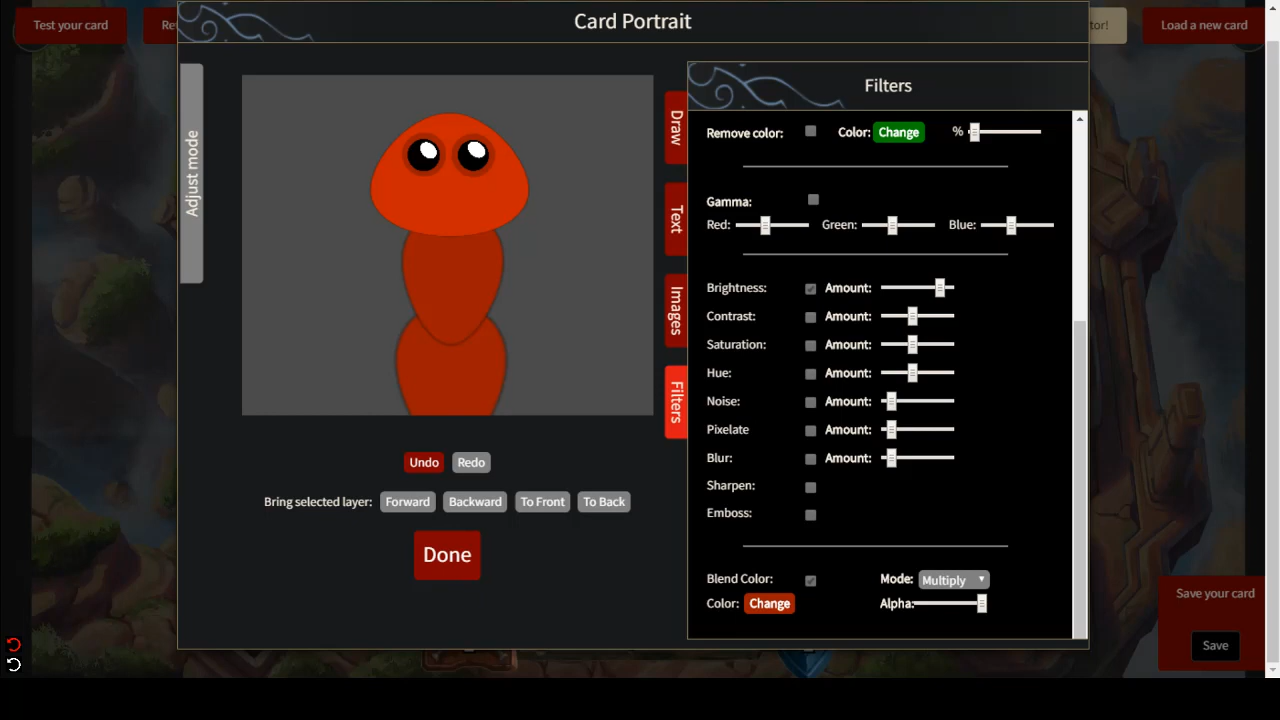 Test your card
Re
Card Portrait
tor!
Load a new card
Adjust mode
Draw
Text
Images
Filters
Filters
Remove color: Color: Change %
Gamma:
Red: Green: Blue:
Brightness: Amount:
Contrast: Amount:
Saturation: Amount:
Hue: Amount:
Noise: Amount:
Pixelate Amount:
Blur: Amount:
Sharpen:
Emboss:
Blend Color: Mode: Multiply
Color: Change Alpha:
Undo Redo
Bring selected layer: Forward Backward To Front To Back
Done
Save your card
Save